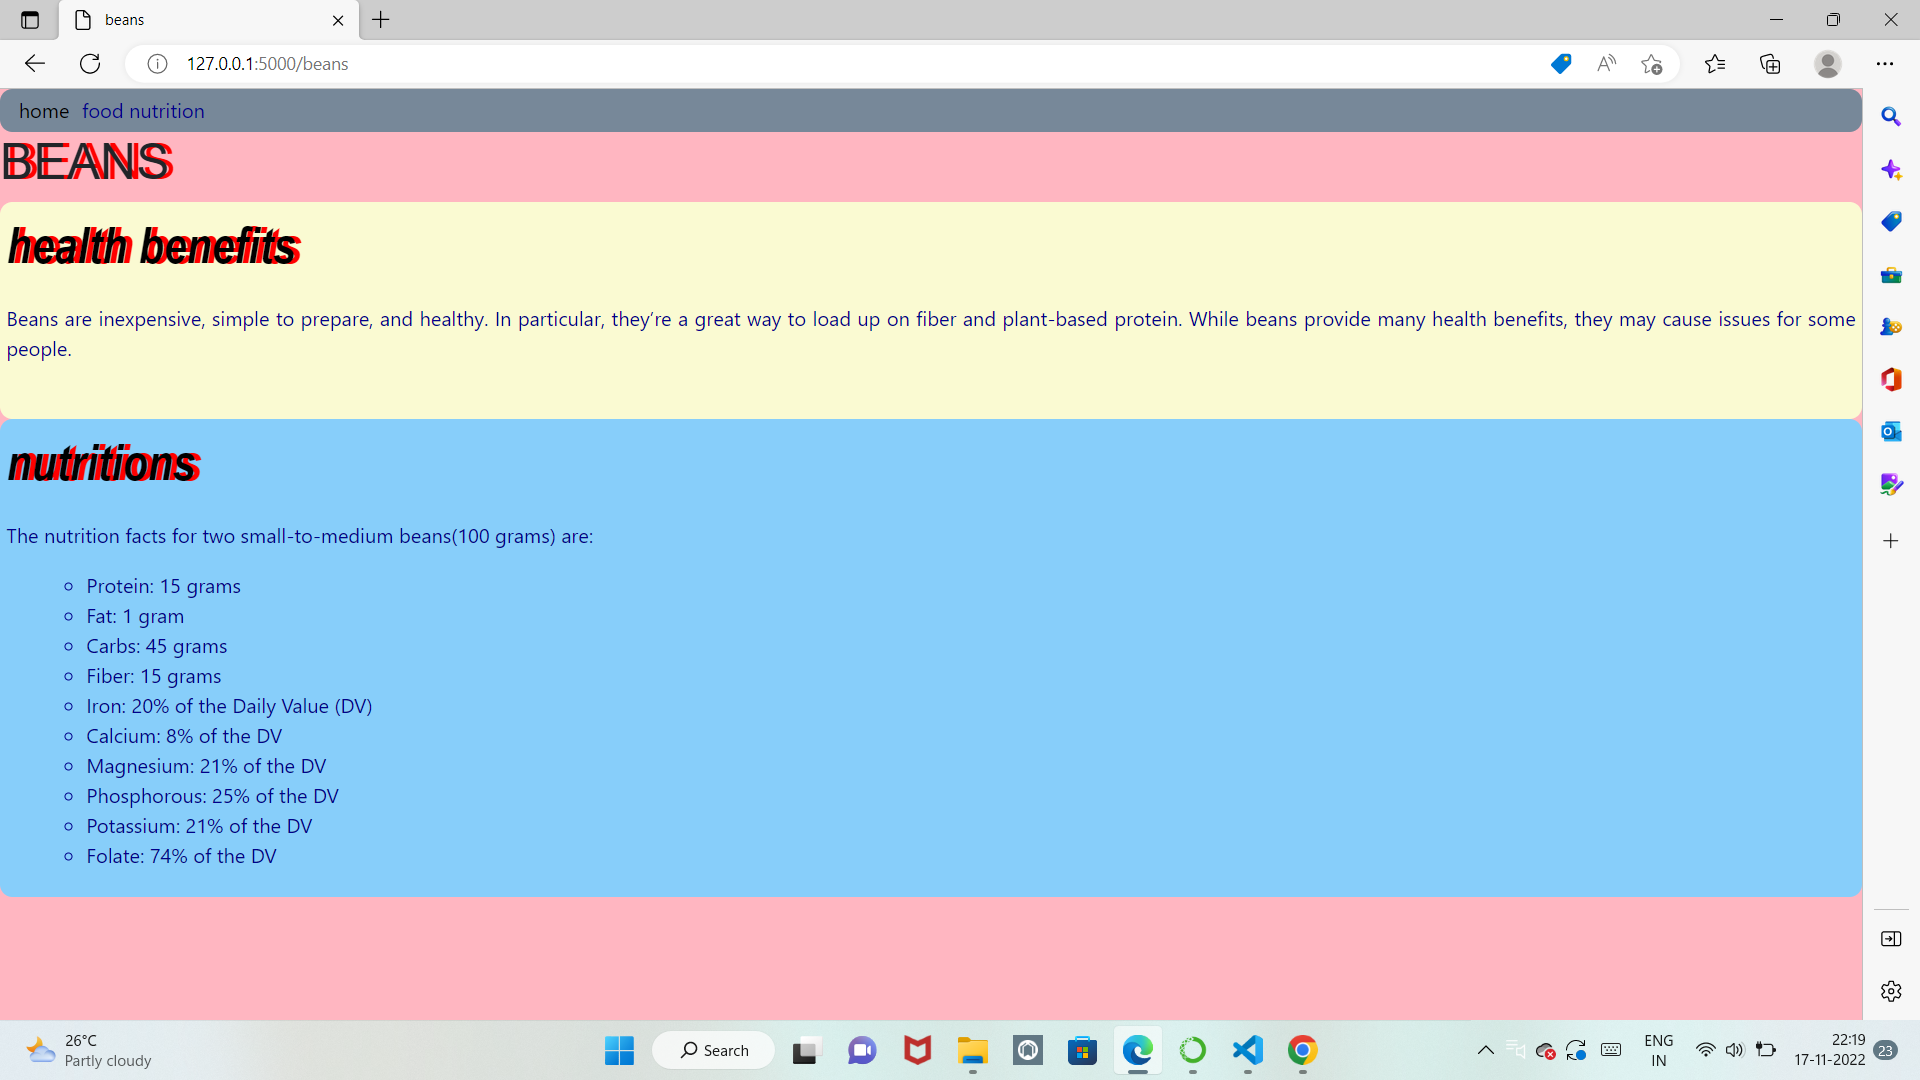 beans
127.0.0.1:5000/beans
home food nutrition
BEANS
health benefits
Beans are inexpensive, simple to prepare, and healthy. In particular, they’re a great way to load up on fiber and plant-based protein. While beans provide many health benefits, they may cause issues for some
people.
nutritions
The nutrition facts for two small-to-medium beans(100 grams) are:
Protein: 15 grams
Fat: 1 gram
Carbs: 45 grams
Fiber: 15 grams
Iron: 20% of the Daily Value (DV)
Calcium: 8% of the DV
Magnesium: 21% of the DV
Phosphorous: 25% of the DV
Potassium: 21% of the DV
Folate: 74% of the DV
26°C
Partly cloudy
Search
ENG
IN
22:19
17-11-2022
23